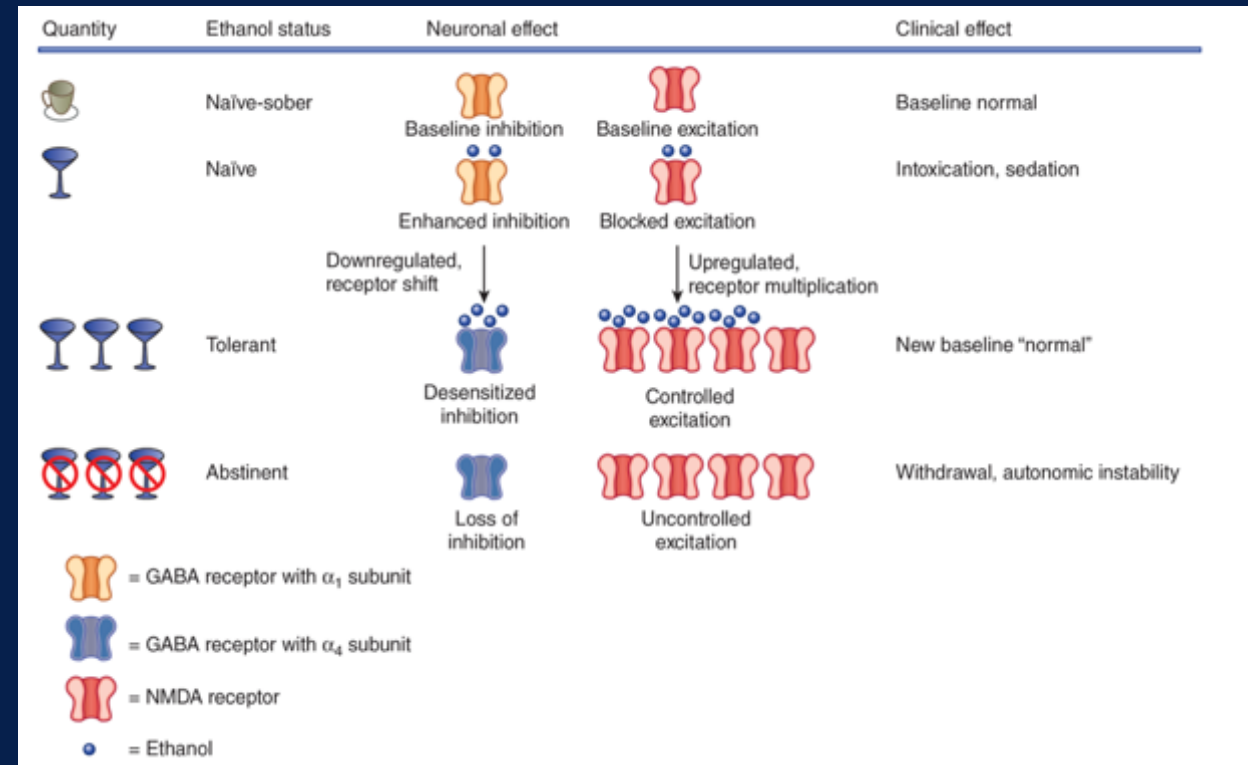 Quantity Ethanol status Neuronal effect Clinical effect
Naïve-sober Baseline normal
Baseline inhibition Baseline excitation
Naïve Intoxication, sedation
Enhanced inhibition Blocked excitation
Downregulated,
receptor shift
Upregulated,
receptor multiplication
Tolerant New baseline “normal”
Desensitized
inhibition
Controlled
excitation
Abstinent Withdrawal, autonomic instability
Loss of
inhibition
Uncontrolled
excitation
= GABA receptor with α₁ subunit
= GABA receptor with α₄ subunit
= NMDA receptor
= Ethanol